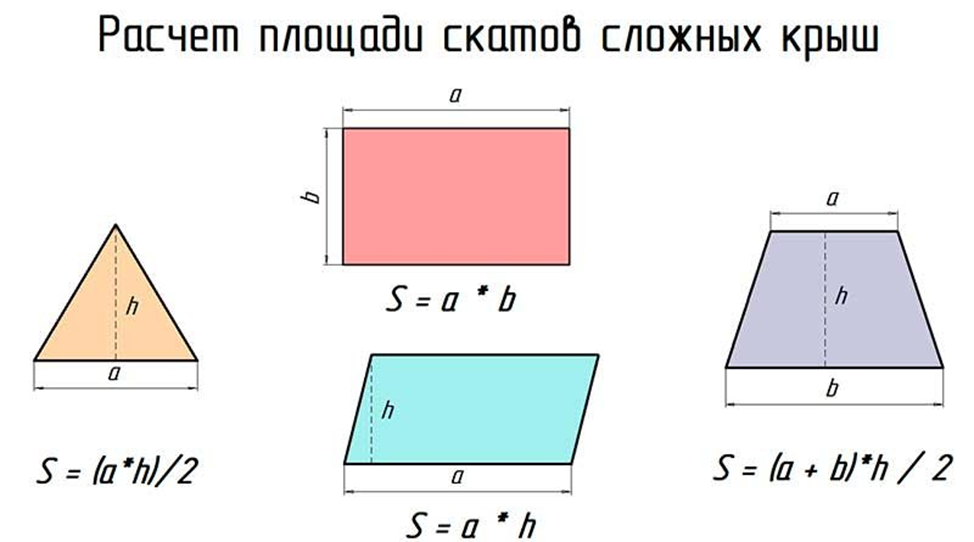 Расчет площади скатов сложных крыш
a
b
S = a * b
h
a
S = (a*h)/2
h
a
S = a * h
a
h
b
S = (a + b)*h / 2